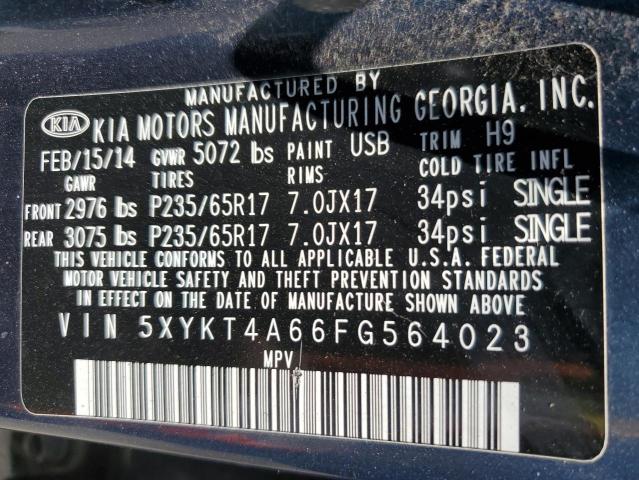 MANUFACTURED BY
KIA KIA MOTORS MANUFACTURING GEORGIA, INC.
FEB/15/14 GVWR 5072 lbs PAINT USB TRIM H9
GAWR TIRES RIMS COLD TIRE INFL
FRONT 2976 lbs P235/65R17 7.0JX17 34psi SINGLE
REAR 3075 lbs P235/65R17 7.0JX17 34psi SINGLE
THIS VEHICLE CONFORMS TO ALL APPLICABLE U.S.A. FEDERAL
MOTOR VEHICLE SAFETY AND THEFT PREVENTION STANDARDS
IN EFFECT ON THE DATE OF MANUFACTURE SHOWN ABOVE
VIN 5XYKT4A66FG564023
MPV